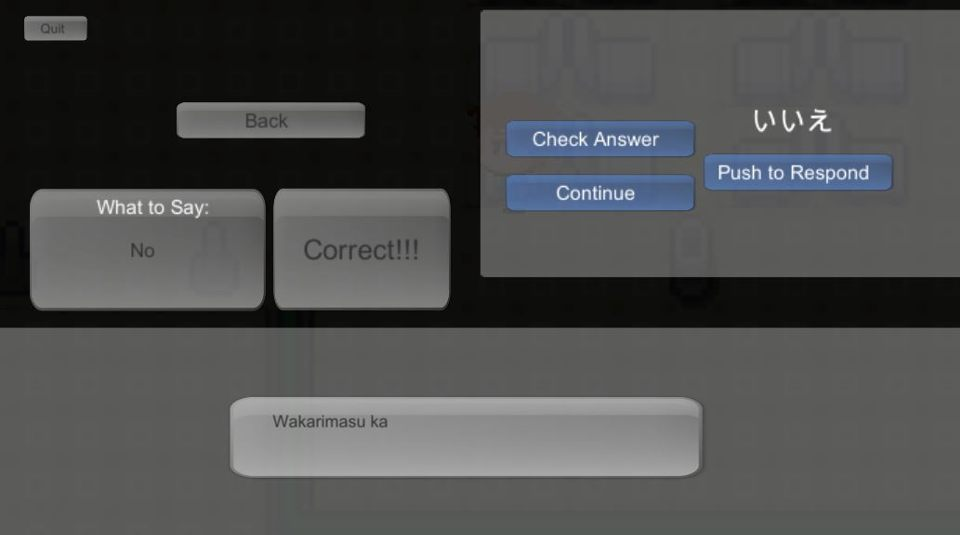 Quit
Back
What to Say:
No
Correct!!!
いいえ
Check Answer
Push to Respond
Continue
Wakarimasu ka